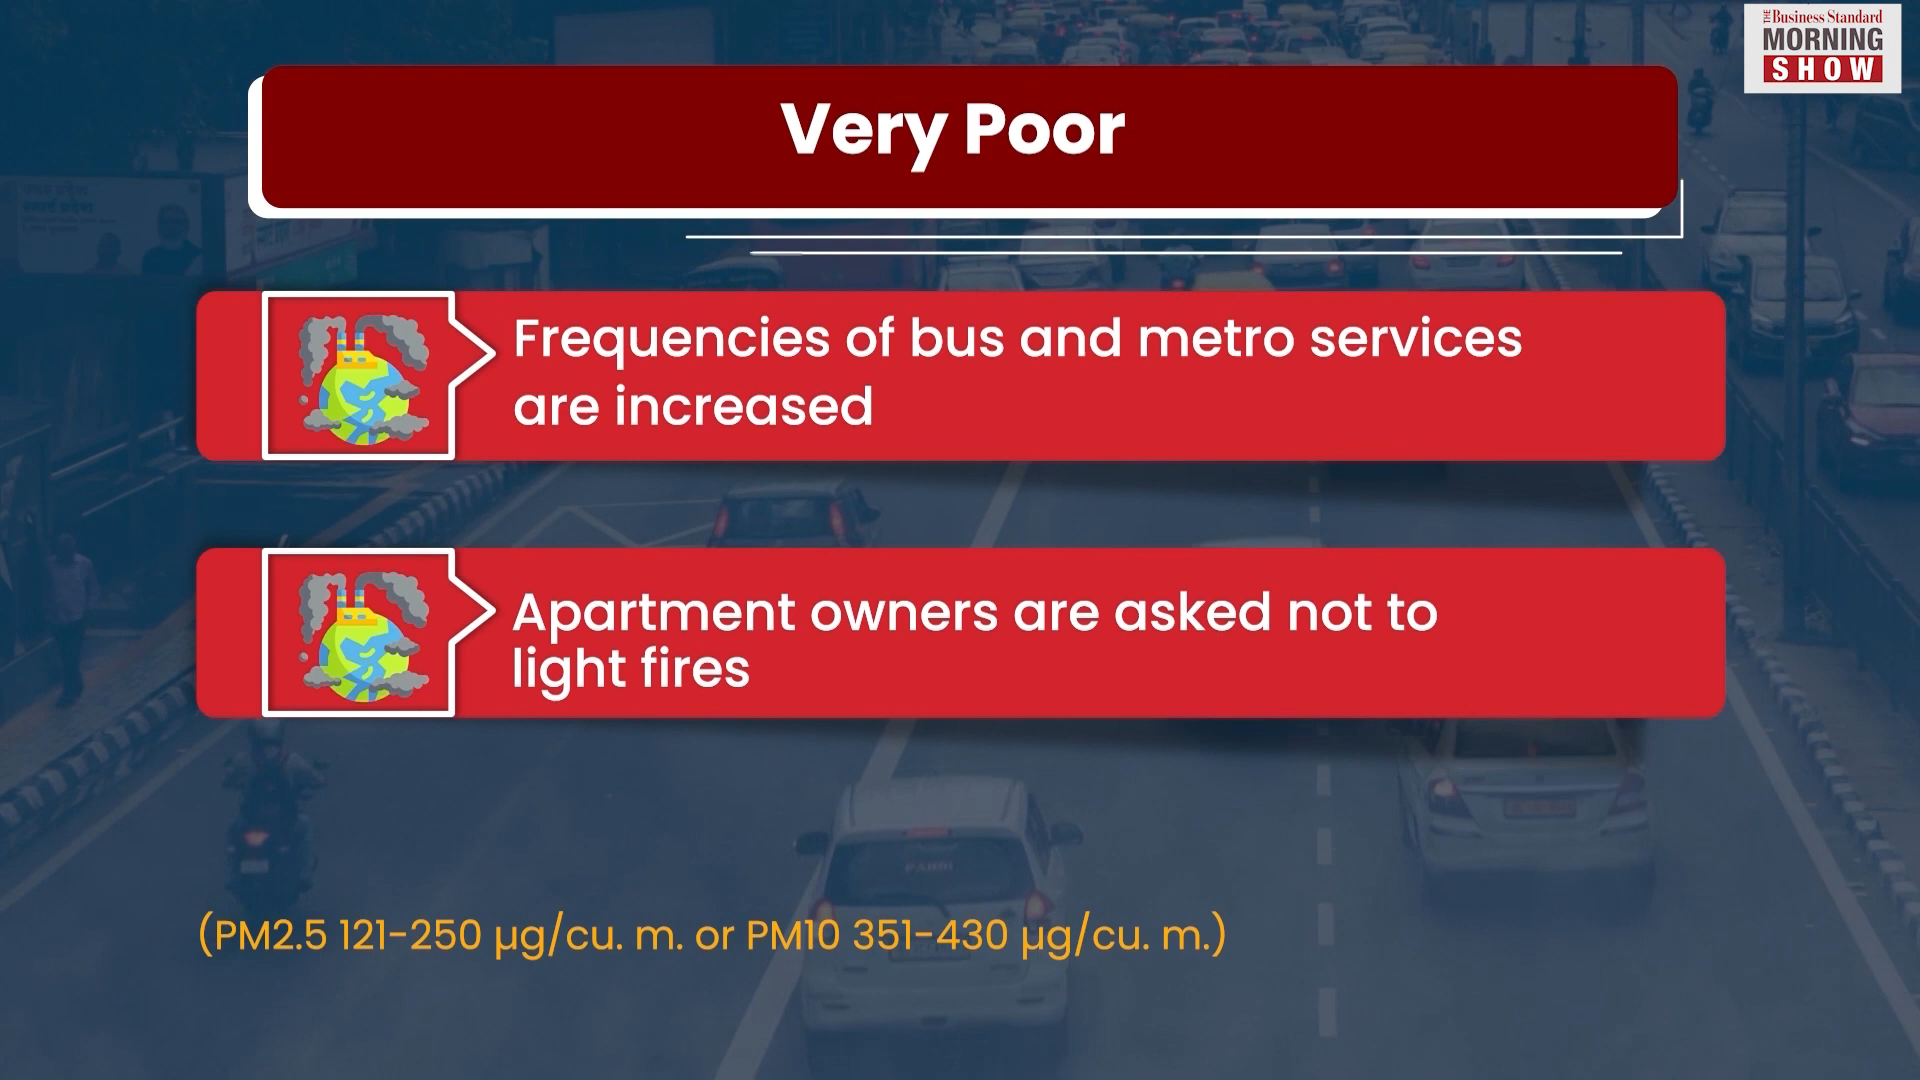 THE Business Standard
MORNING
SHOW
Very Poor
Frequencies of bus and metro services
are increased
Apartment owners are asked not to
light fires
(PM2.5 121-250 µg/cu. m. or PM10 351-430 µg/cu. m.)